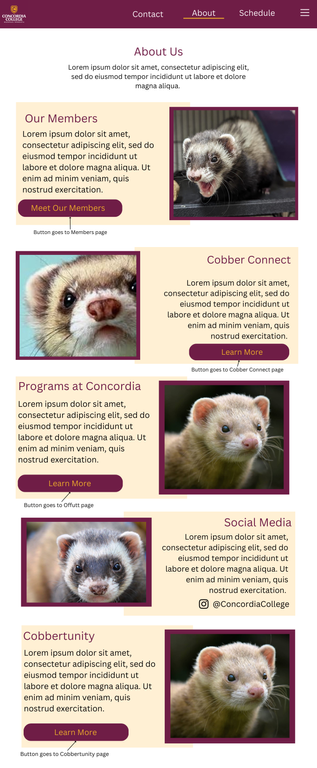 CONCORDIA
COLLEGE
Contact
About
Schedule
About Us
Lorem ipsum dolor sit amet, consectetur adipiscing elit,
sed do eiusmod tempor incididunt ut labore et dolore
magna aliqua.
Our Members
Lorem ipsum dolor sit amet,
consectetur adipiscing elit, sed do
eiusmod tempor incididunt ut
labore et dolore magna aliqua. Ut
enim ad minim veniam, quis
nostrud exercitation.
Meet Our Members
Button goes to Members page
Cobber Connect
Lorem ipsum dolor sit amet,
consectetur adipiscing elit, sed do
eiusmod tempor incididunt ut
labore et dolore magna aliqua. Ut
enim ad minim veniam, quis
nostrud exercitation.
Learn More
Button goes to Cobber Connect page
Programs at Concordia
Lorem ipsum dolor sit amet,
consectetur adipiscing elit, sed do
eiusmod tempor incididunt ut
labore et dolore magna aliqua. Ut
enim ad minim veniam, quis
nostrud exercitation.
Learn More
Button goes to Offutt page
Social Media
Lorem ipsum dolor sit amet,
consectetur adipiscing elit, sed do
eiusmod tempor incididunt ut
labore et dolore magna aliqua. Ut
enim ad minim veniam, quis
nostrud exercitation.
@ConcordiaCollege
Cobbertunity
Lorem ipsum dolor sit amet,
consectetur adipiscing elit, sed do
eiusmod tempor incididunt ut
labore et dolore magna aliqua. Ut
enim ad minim veniam, quis
nostrud exercitation.
Learn More
Button goes to Cobbertunity page